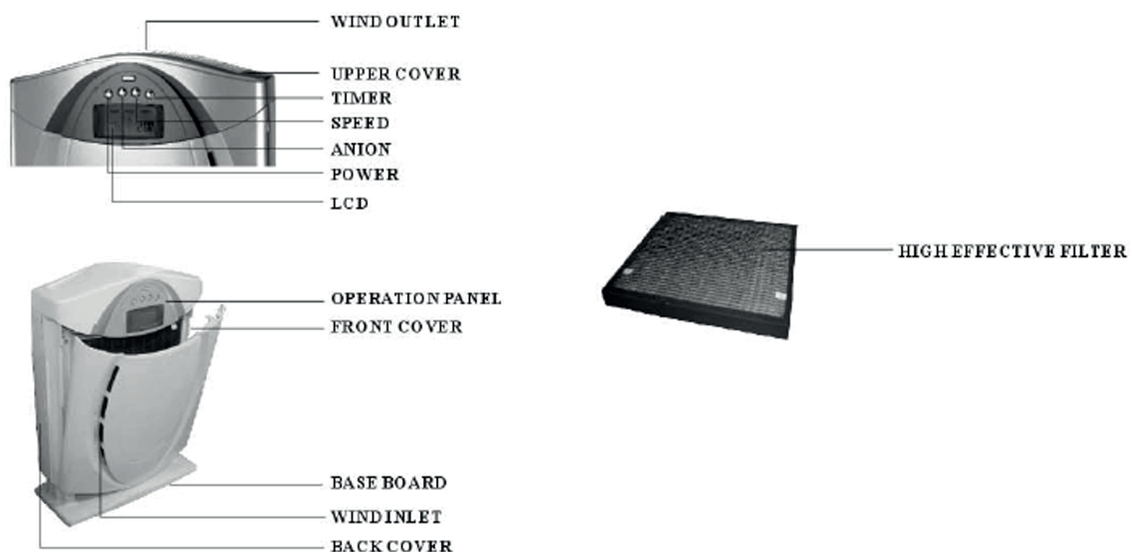 WIND OUTLET
UPPER COVER
TIMER
SPEED
ANION
POWER
LCD
HIGH EFFECTIVE FILTER
OPERATION PANEL
FRONT COVER
BASE BOARD
WIND INLET
BACK COVER